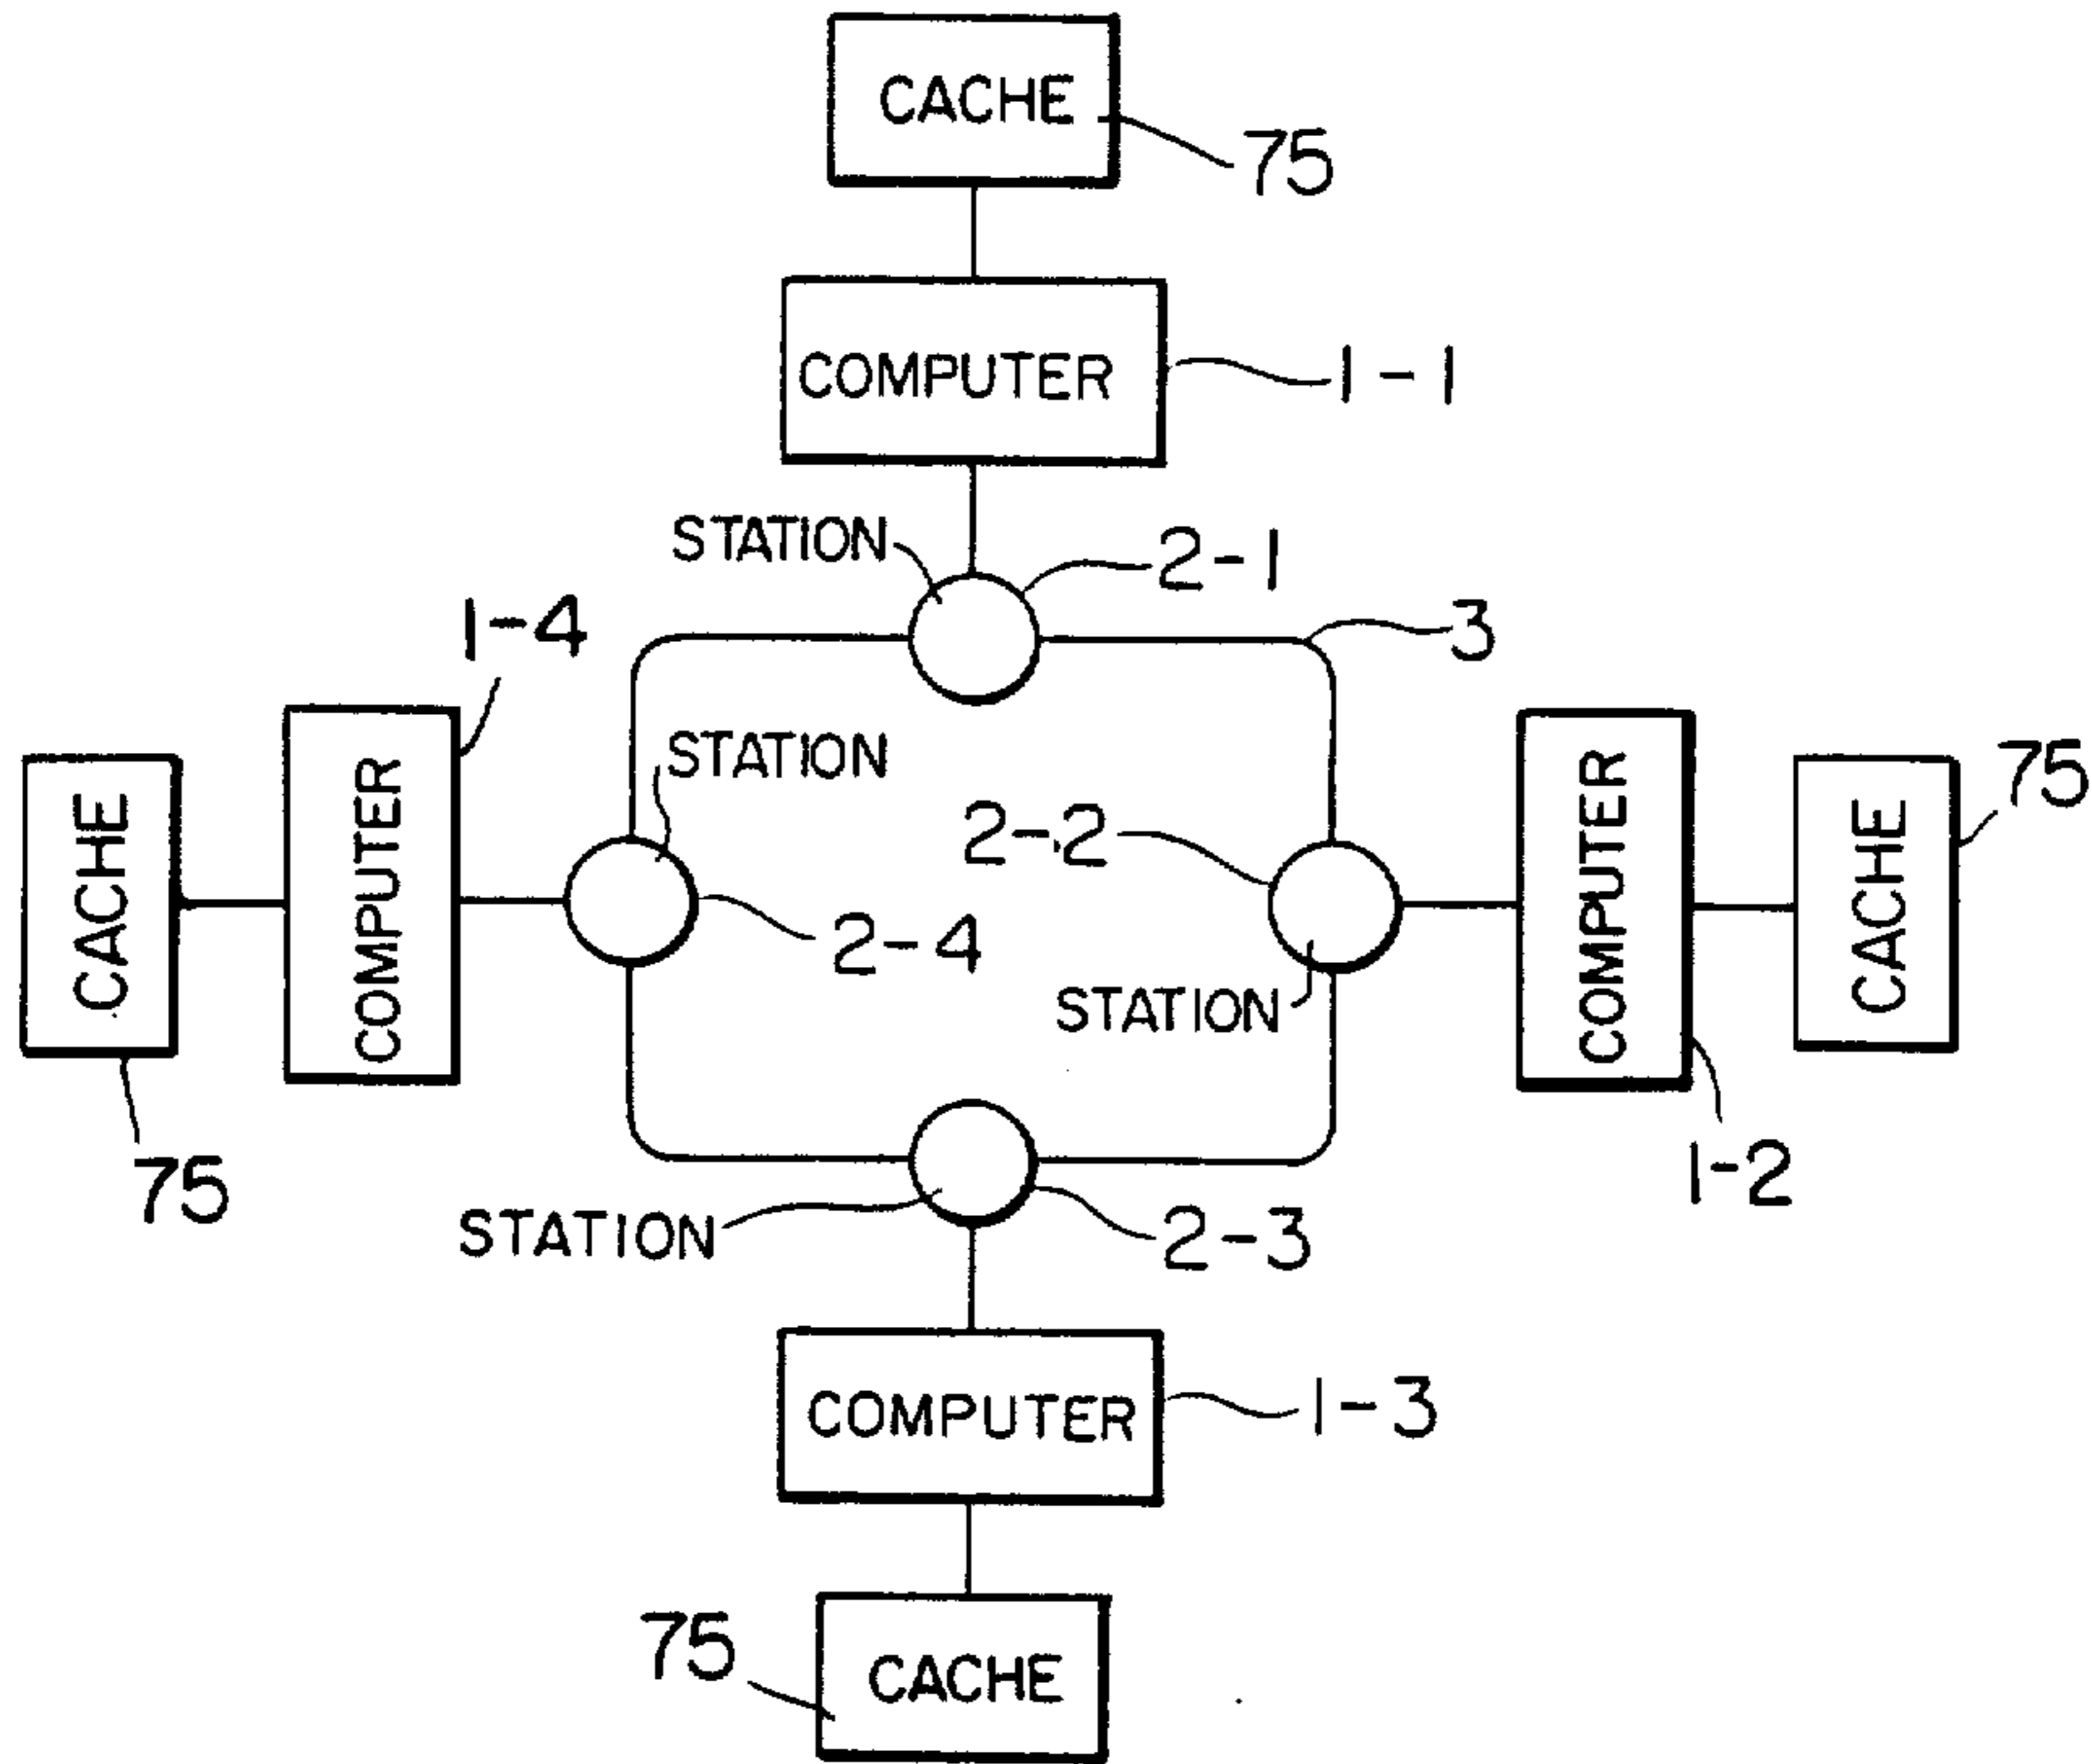 CACHE
75
COMPUTER
1-1
STATION
2-1
1-4
3
STATION
75
2-2
CACHE
COMPUTER
COMPUTER
CACHE
2-4
STATION
75
1-2
STATION
2-3
COMPUTER
1-3
75
CACHE